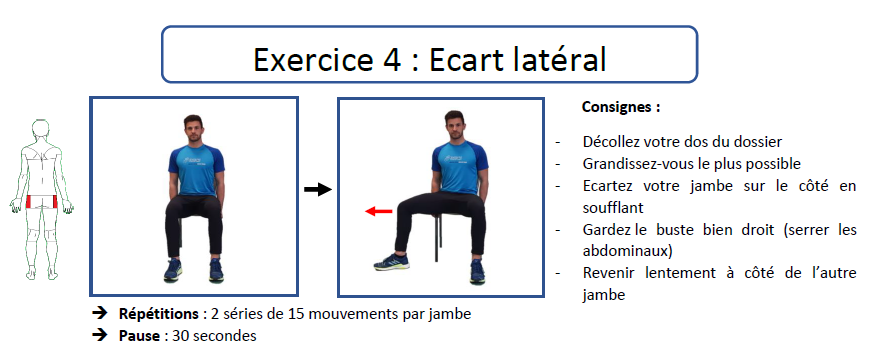 Exercice 4 : Ecart latéral
Consignes :
- Décollez votre dos du dossier
- Grandissez-vous le plus possible
- Ecartez votre jambe sur le côté en
soufflant
- Gardez le buste bien droit (serrer les
abdominaux)
- Revenir lentement à côté de l’autre
jambe
➔ Répétitions : 2 séries de 15 mouvements par jambe
➔ Pause : 30 secondes